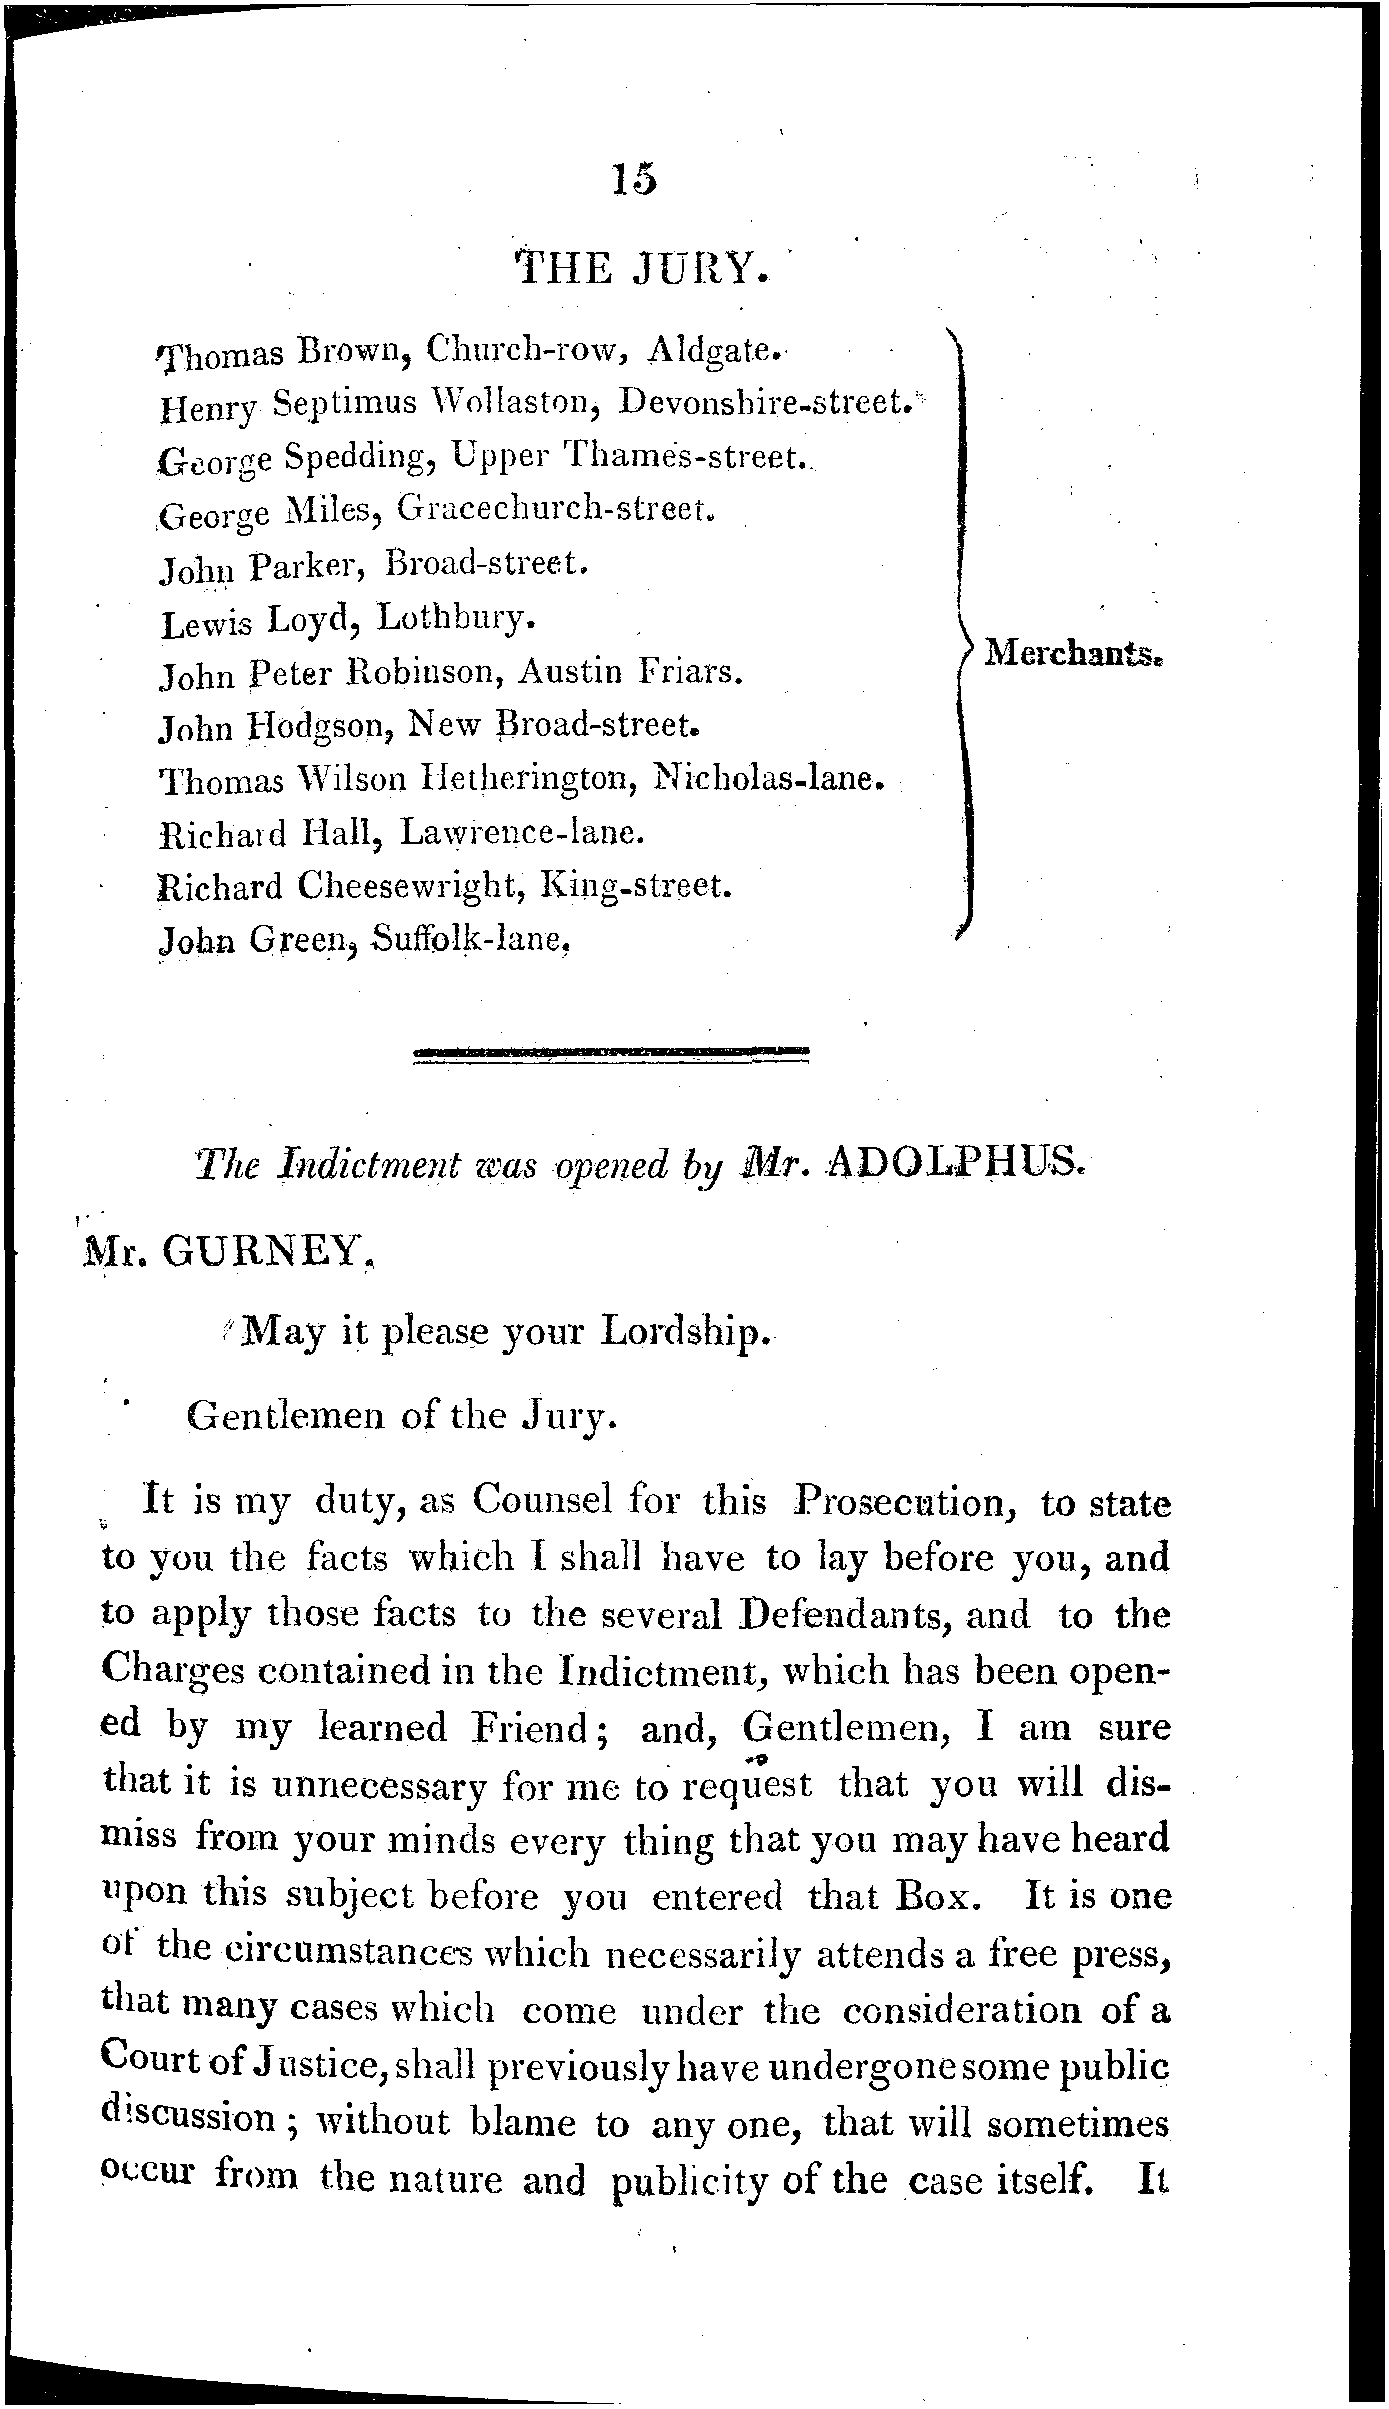 15
THE JURY.
Thomas Brown, Church-row, Aldgate.
Henry Septimus Wollaston, Devonshire-street.
George Spedding, Upper Thames-street.
George Miles, Gracechurch-street.
John Parker, Broad-street.
Lewis Loyd, Lothbury.
John Peter Robinson, Austin Friars.
John Hodgson, New Broad-street.
Thomas Wilson Hetherington, Nicholas-lane.
Richard Hall, Lawrence-lane.
Richard Cheesewright, King-street.
John Green, Suffolk-lane.
Merchants.
The Indictment was opened by Mr. ADOLPHUS.
Mr. GURNEY.
May it please your Lordship.
Gentlemen of the Jury.
It is my duty, as Counsel for this Prosecution, to state
to you the facts which I shall have to lay before you, and
to apply those facts to the several Defendants, and to the
Charges contained in the Indictment, which has been open-
ed by my learned Friend; and, Gentlemen, I am sure
that it is unnecessary for me to request that you will dis-
miss from your minds every thing that you may have heard
upon this subject before you entered that Box. It is one
of the circumstances which necessarily attends a free press,
that many cases which come under the consideration of a
Court of Justice, shall previously have undergone some public
discussion; without blame to any one, that will sometimes
occur from the nature and publicity of the case itself. It